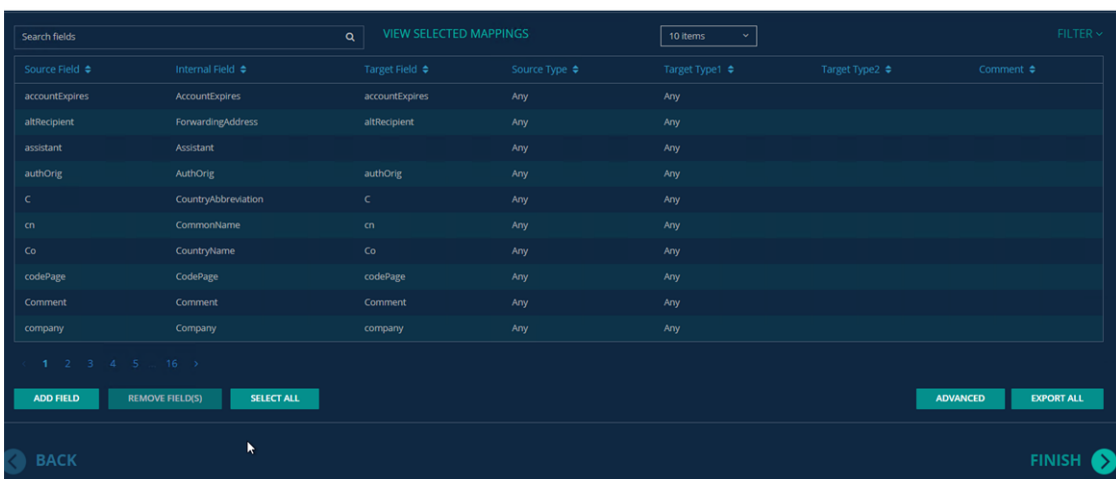 Search fields VIEW SELECTED MAPPINGS 10 items FILTER
Source Field Internal Field Target Field Source Type Target Type1 Target Type2 Comment
accountExpires AccountExpires accountExpires Any Any
altRecipient ForwardingAddress altRecipient Any Any
assistant Assistant Any Any
authOrig AuthOrig authOrig Any Any
C CountryAbbreviation C Any Any
cn CommonName cn Any Any
Co CountryName Co Any Any
codePage CodePage codePage Any Any
Comment Comment Comment Any Any
company Company company Any Any
‹ 1 2 3 4 5 ... 16 ›
ADD FIELD REMOVE FIELD(S) SELECT ALL ADVANCED EXPORT ALL
BACK FINISH